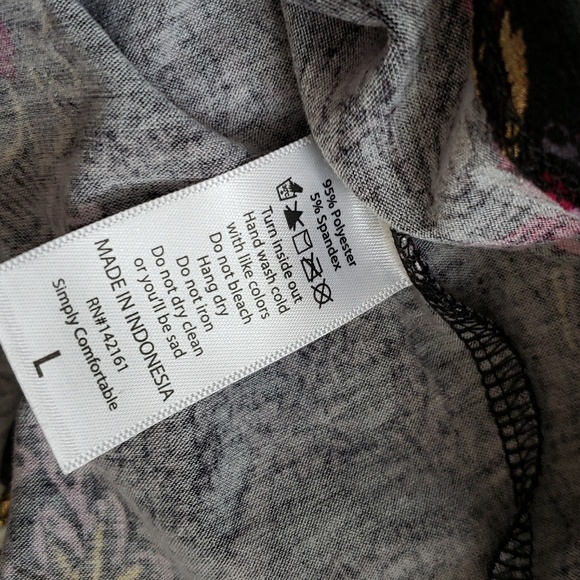 95% Polyester
5% Spandex
Turn inside out
Hand wash cold
with like colors
Do not bleach
Hang dry
Do not iron
Do not dry clean
or you'll be sad
MADE IN INDONESIA
RN#142161
Simply Comfortable
L